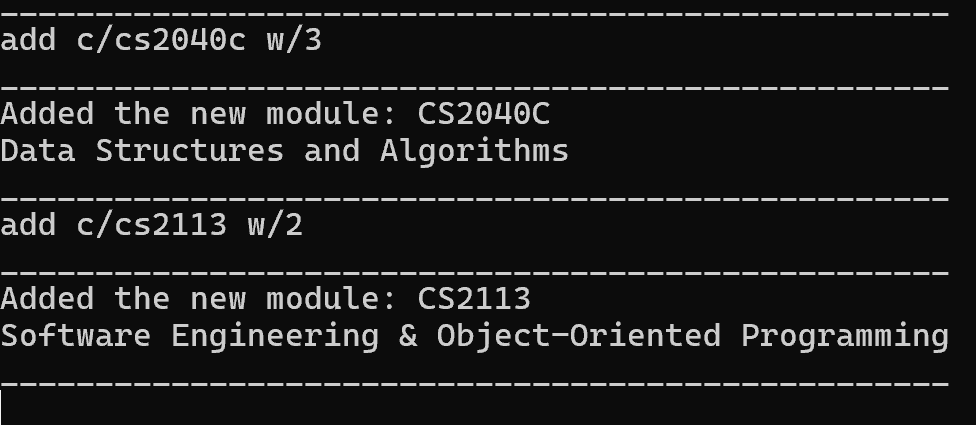 __________________________________________________
add c/cs2040c w/3
__________________________________________________
Added the new module: CS2040C
Data Structures and Algorithms
__________________________________________________
add c/cs2113 w/2
__________________________________________________
Added the new module: CS2113
Software Engineering & Object-Oriented Programming
__________________________________________________